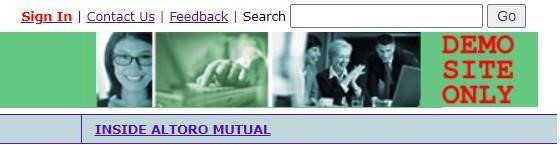 Sign In | Contact Us | Feedback | Search Go
DEMO
SITE
ONLY
INSIDE ALTORO MUTUAL